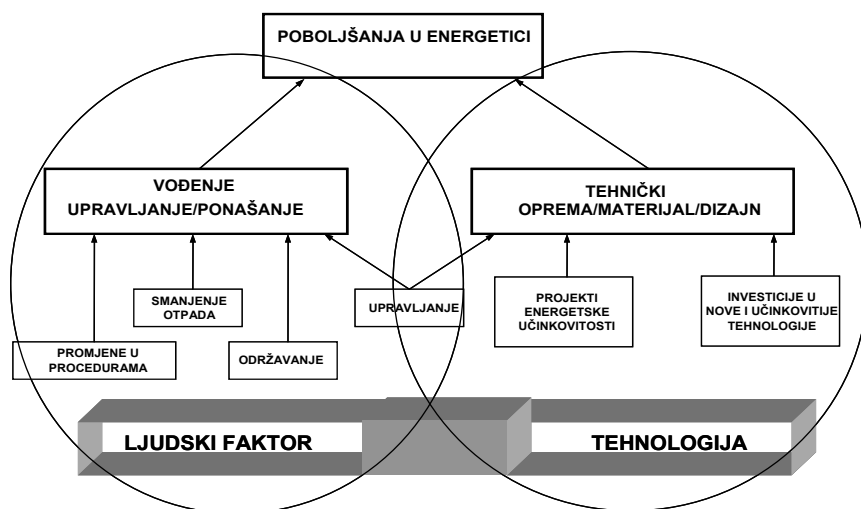 POBOLJŠANJA U ENERGETICI
VOĐENJE
UPRAVLJANJE/PONAŠANJE
TEHNIČKI
OPREMA/MATERIJAL/DIZAJN
SMANJENJE
OTPADA
UPRAVLJANJE
PROJEKTI
ENERGETSKE
UČINKOVITOSTI
INVESTICIJE U
NOVE I UČINKOVITIJE
TEHNOLOGIJE
PROMJENE U
PROCEDURAMA
ODRŽAVANJE
LJUDSKI FAKTOR
TEHNOLOGIJA